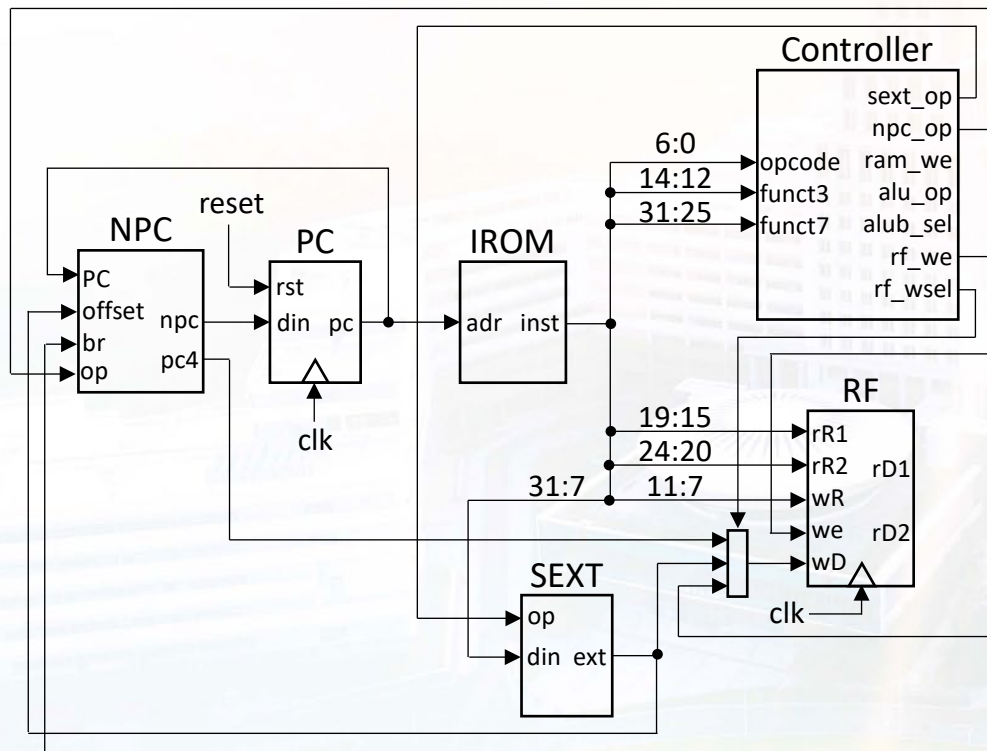 Controller
sext_op
npc_op
6:0
opcode
ram_we
14:12
funct3
alu_op
31:25
funct7
alub_sel
rf_we
rf_wsel
reset
NPC
PC
IROM
PC
rst
offset
npc
din
pc
adr
inst
br
pc4
op
clk
RF
19:15
rR1
24:20
rR2
rD1
31:7
11:7
wR
we
rD2
wD
SEXT
op
clk
din
ext